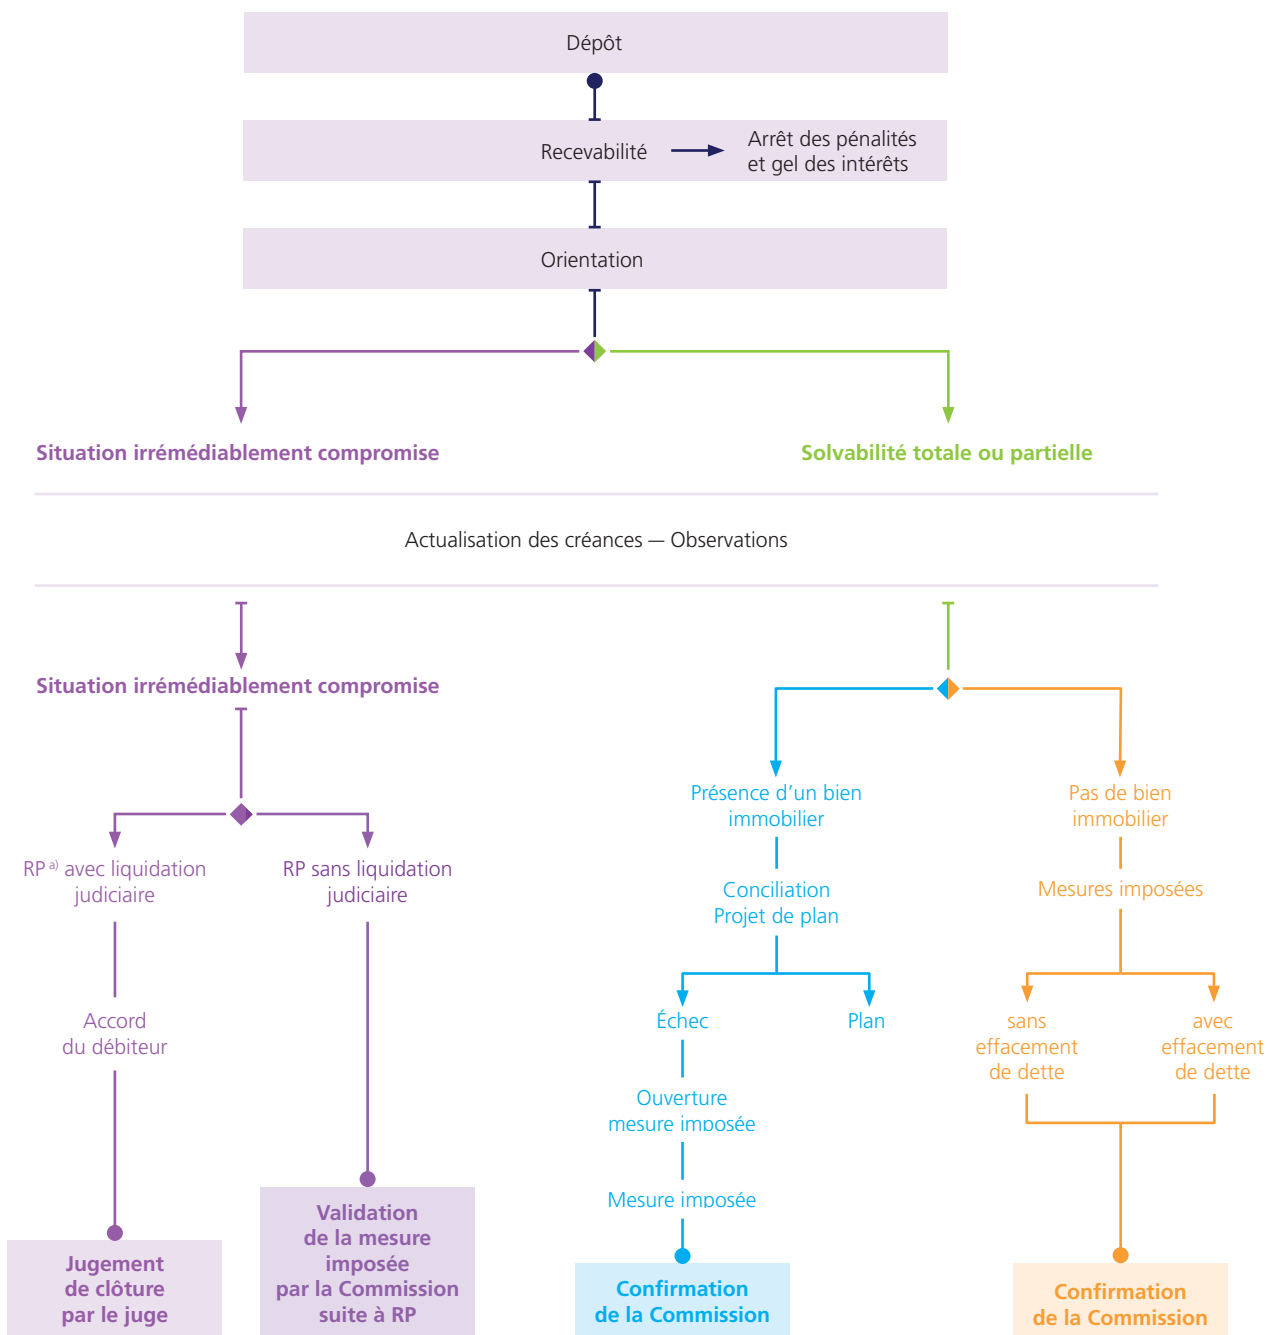 Dépôt
Recevabilité
Arrêt des pénalités
et gel des intérêts
Orientation
Situation irrémédiablement compromise
Solvabilité totale ou partielle
Actualisation des créances — Observations
Situation irrémédiablement compromise
Présence d'un bien
immobilier
Pas de bien
immobilier
RP a) avec liquidation
judiciaire
RP sans liquidation
judiciaire
Conciliation
Projet de plan
Mesures imposées
Accord
du débiteur
Échec
Plan
sans
effacement
de dette
avec
effacement
de dette
Ouverture
mesure imposée
Mesure imposée
Jugement
de clôture
par le juge
Validation
de la mesure
imposée
par la Commission
suite à RP
Confirmation
de la Commission
Confirmation
de la Commission